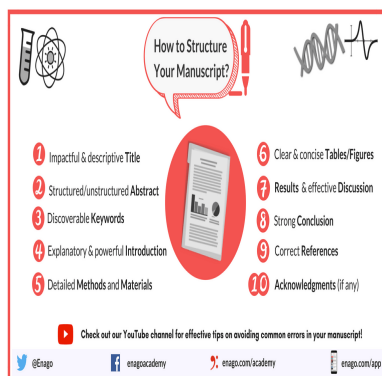 How to Structure
Your Manuscript?
1 Impactful & descriptive Title
2 Structured/unstructured Abstract
3 Discoverable Keywords
4 Explanatory & powerful Introduction
5 Detailed Methods and Materials
6 Clear & concise Tables/Figures
7 Results & effective Discussion
8 Strong Conclusion
9 Correct References
10 Acknowledgments (if any)
Check out our YouTube channel for effective tips on avoiding common errors in your manuscript!
@Enago
enagoacademy
enago.com/academy
enago.com/app